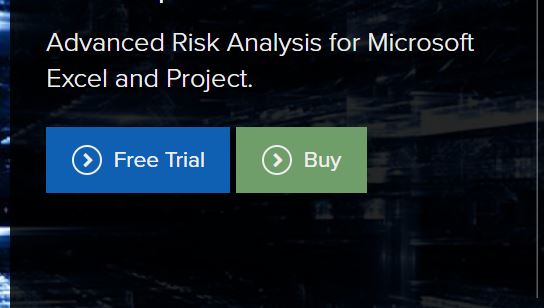 Advanced Risk Analysis for Microsoft
Excel and Project.
Free Trial
Buy